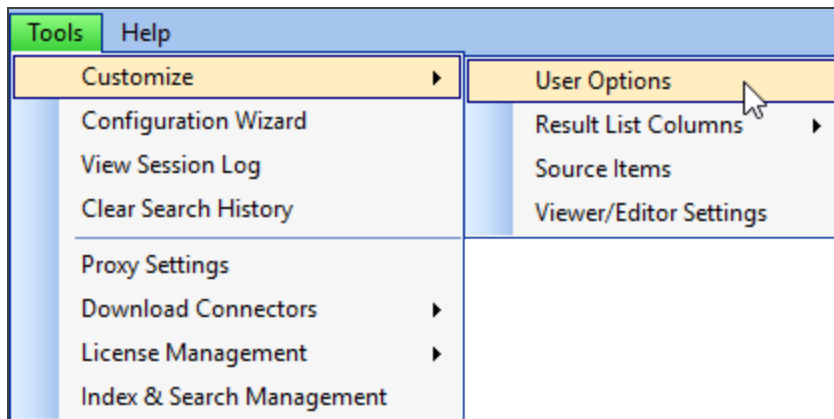 Tools Help
Customize
Configuration Wizard
View Session Log
Clear Search History
Proxy Settings
Download Connectors
License Management
Index & Search Management
User Options
Result List Columns
Source Items
Viewer/Editor Settings